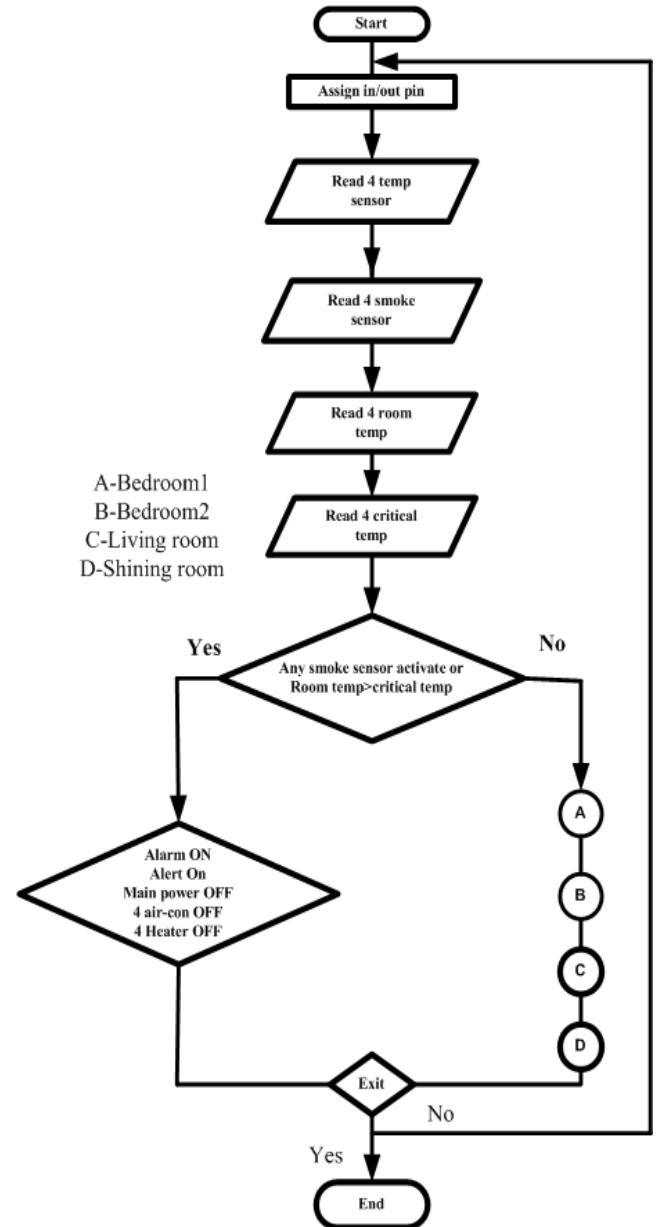 Start
Assign in/out pin
Read 4 temp
sensor
Read 4 smoke
sensor
Read 4 room
temp
A-Bedroom1
B-Bedroom2
C-Living room
D-Shining room
Read 4 critical
temp
Yes
No
Any smoke sensor activate or
Room temp>critical temp
Alarm ON
Alert On
Main power OFF
4 air-con OFF
4 Heater OFF
A
B
C
D
Exit
No
Yes
End